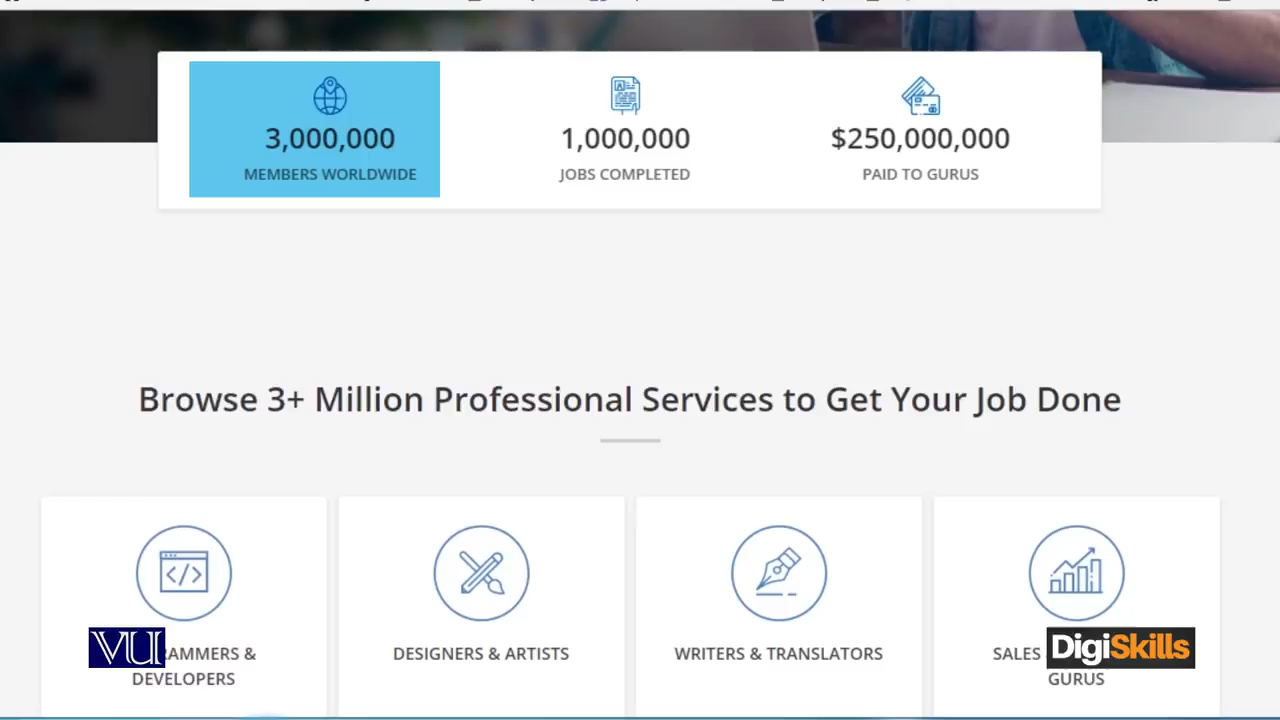 3,000,000
MEMBERS WORLDWIDE
1,000,000
JOBS COMPLETED
$250,000,000
PAID TO GURUS
Browse 3+ Million Professional Services to Get Your Job Done
RAMMERS &
DEVELOPERS
DESIGNERS & ARTISTS
WRITERS & TRANSLATORS
SALES
GURUS
VU
DigiSkills